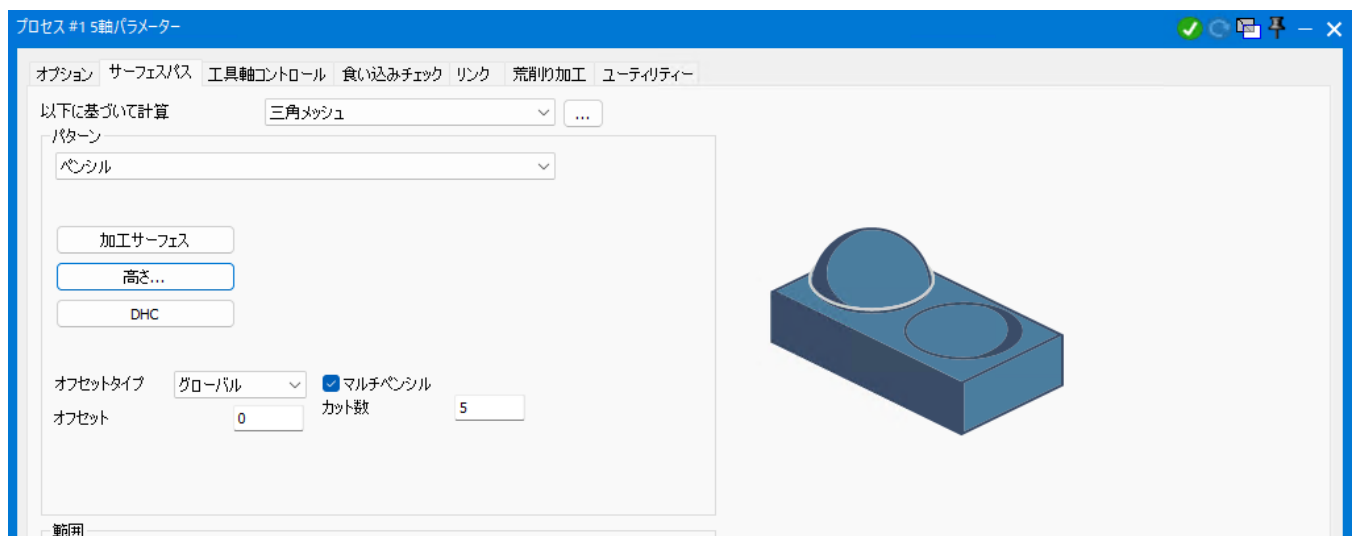 プロセス #1 5軸パラメーター
オプション サーフェスパス 工具軸コントロール 食い込みチェック リンク 荒削り加工 ユーティリティー
以下に基づいて計算 三角メッシュ ...
パターン
ペンシル
加工サーフェス
高さ...
DHC
オフセットタイプ グローバル マルチペンシル
オフセット 0 カット数 5
範囲